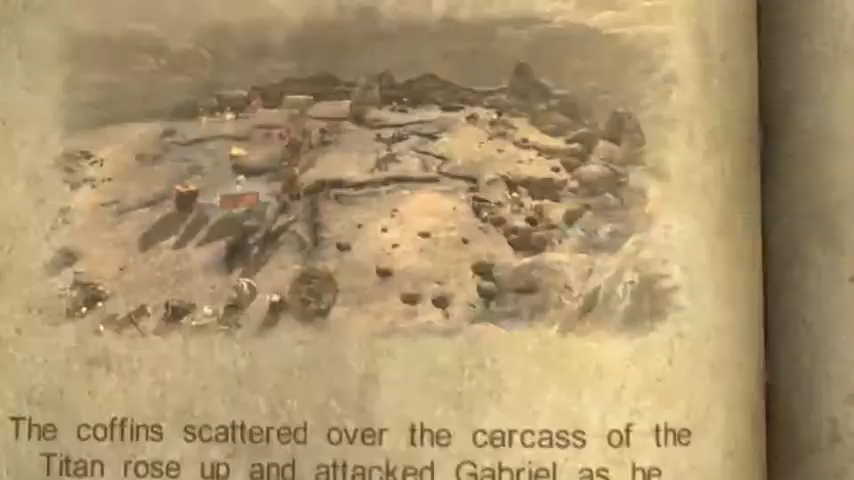 The coffins scattered over the carcass of the
Titan rose up and attacked Gabriel as he